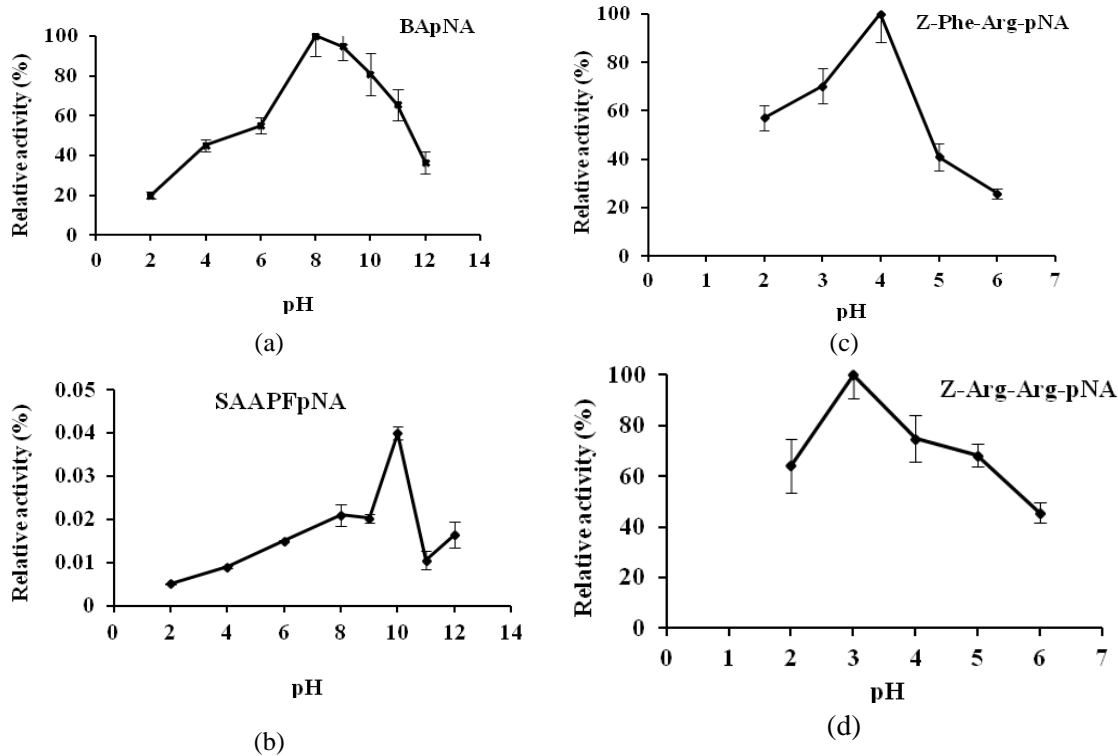 BApNA
Relative activity (%)
100
80
60
40
20
0
0 2 4 6 8 10 12 14
pH
(a)
Z-Phe-Arg-pNA
Relative activity (%)
100
80
60
40
20
0
0 1 2 3 4 5 6 7
pH
(c)
SAAPFpNA
Relative activity (%)
0.05
0.04
0.03
0.02
0.01
0
0 2 4 6 8 10 12 14
pH
(b)
Z-Arg-Arg-pNA
Relative activity (%)
100
80
60
40
20
0
0 1 2 3 4 5 6 7
pH
(d)